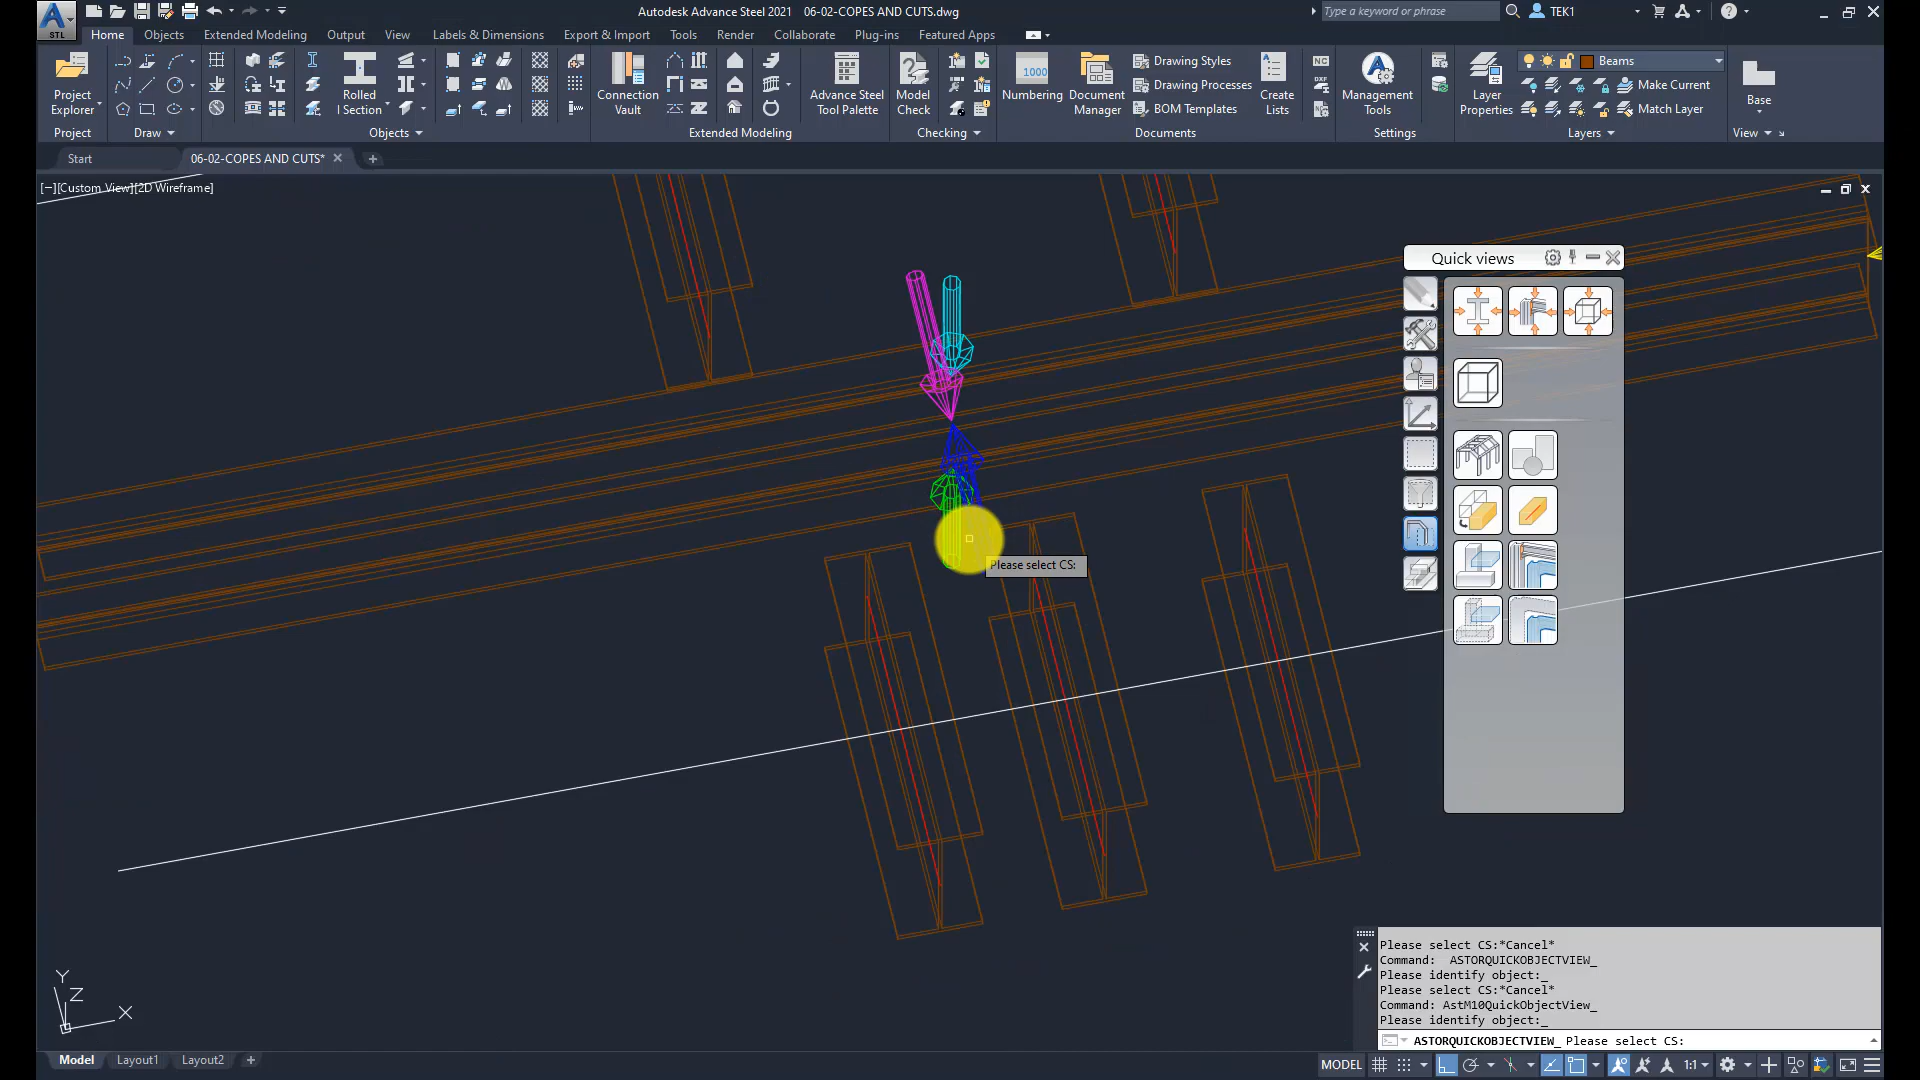 Autodesk Advance Steel 2021   06-02-COPES AND CUTS.dwg
Type a keyword or phrase
TEK1
STL
Home
Objects
Extended Modeling
Output
View
Labels & Dimensions
Export & Import
Tools
Render
Collaborate
Plug-ins
Featured Apps
Project
Explorer
Rolled
I Section
Connection
Vault
Advance Steel
Tool Palette
Model
Check
1000
Numbering
Document
Manager
Drawing Styles
Drawing Processes
BOM Templates
Create
Lists
NC
DXF
Management
Tools
Layer
Properties
Beams
Make Current
Match Layer
Base
Project
Draw
Objects
Extended Modeling
Checking
Documents
Settings
Layers
View
Start
06-02-COPES AND CUTS*
[−][Custom View][2D Wireframe]
Quick views
Please select CS:
Y
Z
X
Please select CS:*Cancel*
Command:  ASTORQUICKOBJECTVIEW_
Please identify object:_
Please select CS:*Cancel*
Command: AstM10QuickObjectView_
Please identify object:_
ASTORQUICKOBJECTVIEW_ Please select CS:
Model
Layout1
Layout2
MODEL
1:1